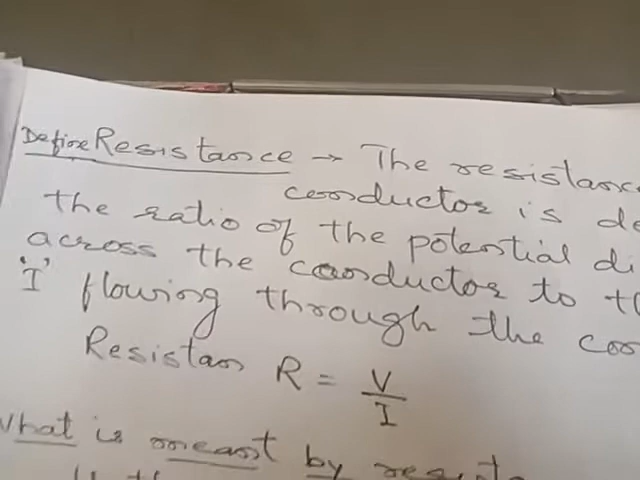 Define Resistance → The resistance
conductor is de
the ratio of the potential di
across the conductor to th
'I' flowing through the con
Resistan R = V/I
What is meant by